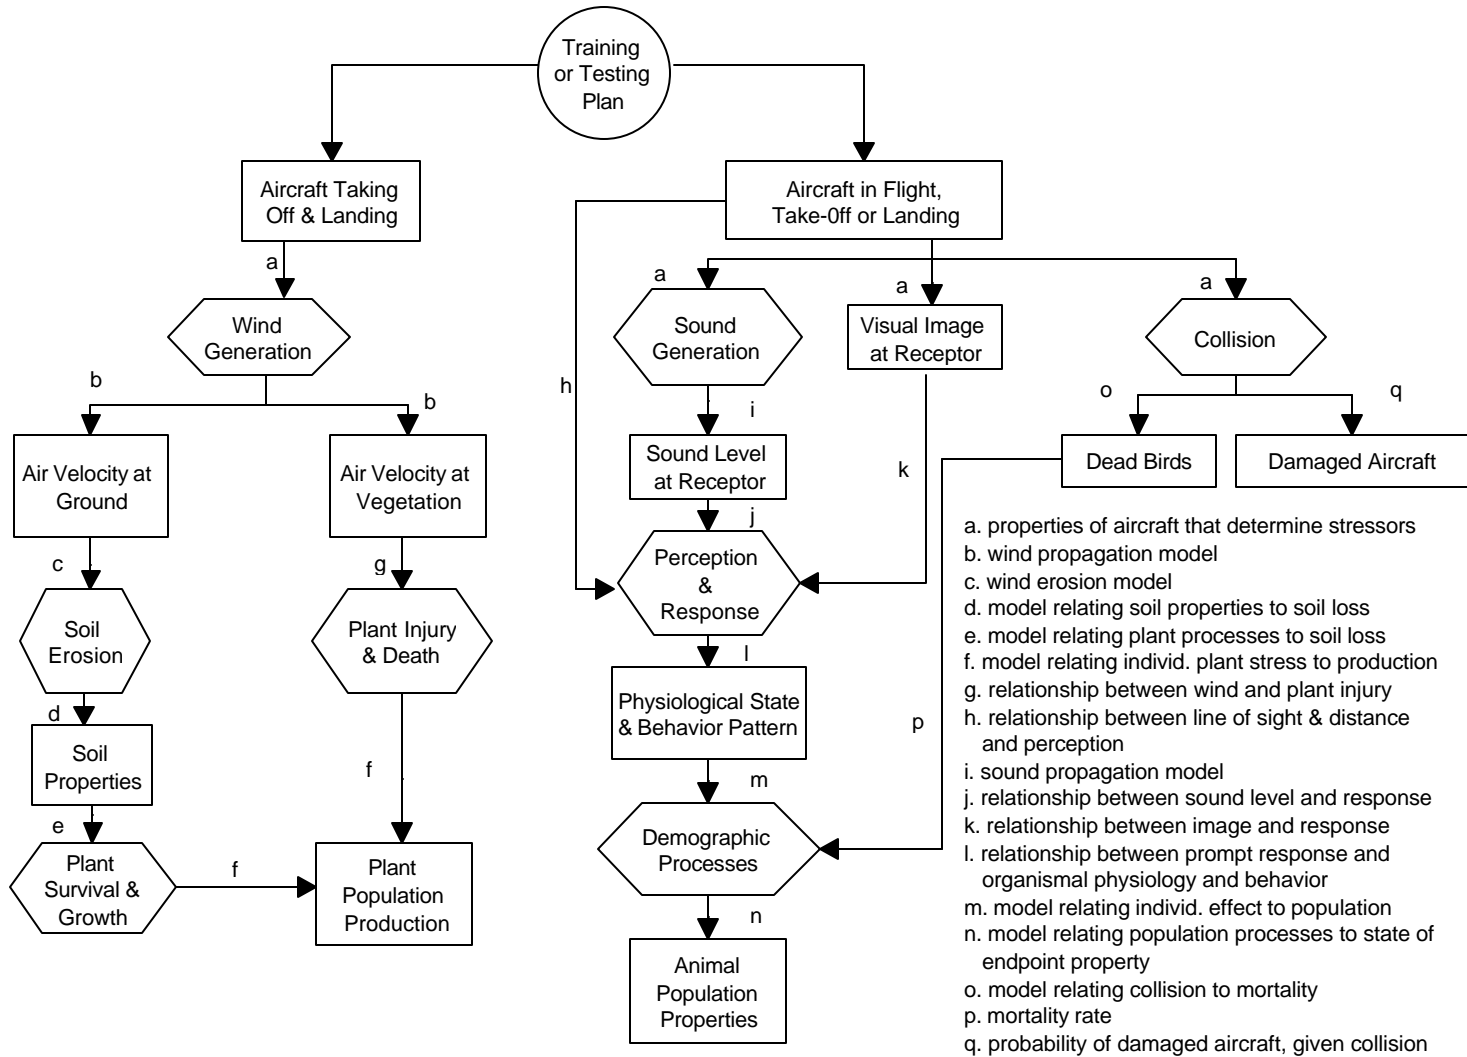 Training
or Testing
Plan
Aircraft Taking
Off & Landing
Aircraft in Flight,
Take-0ff or Landing
h
a
a
a
a
Wind
Generation
Sound
Generation
Visual Image
at Receptor
Collision
b
b
i
k
o
q
Air Velocity at
Ground
Air Velocity at
Vegetation
Sound Level
at Receptor
Dead Birds
Damaged Aircraft
c
g
j
Perception
&
Response
Soil
Erosion
Plant Injury
& Death
l
d
Physiological State
& Behavior Pattern
p
Soil
Properties
f
m
e
Demographic
Processes
Plant
Survival &
Growth
f
Plant
Population
Production
n
Animal
Population
Properties
a. properties of aircraft that determine stressors
b. wind propagation model
c. wind erosion model
d. model relating soil properties to soil loss
e. model relating plant processes to soil loss
f. model relating individ. plant stress to production
g. relationship between wind and plant injury
h. relationship between line of sight & distance
and perception
i. sound propagation model
j. relationship between sound level and response
k. relationship between image and response
l. relationship between prompt response and
organismal physiology and behavior
m. model relating individ. effect to population
n. model relating population processes to state of
endpoint property
o. model relating collision to mortality
p. mortality rate
q. probability of damaged aircraft, given collision